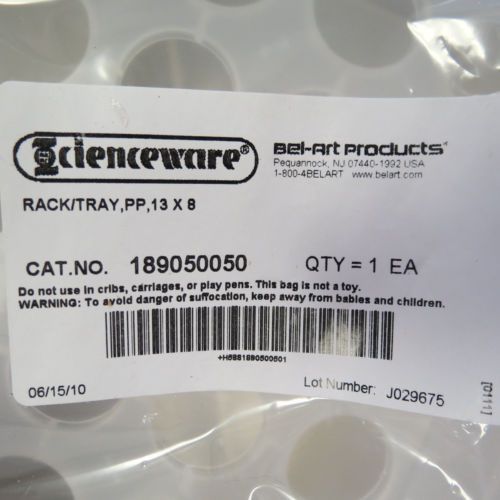 Scienceware®
Bel-Art Products®
Pequannock, NJ 07440-1992 USA
1-800-4BELART www.belart.com
RACK/TRAY,PP,13 X 8
CAT.NO. 189050050 QTY = 1 EA
Do not use in cribs, carriages, or play pens. This bag is not a toy.
WARNING: To avoid danger of suffocation, keep away from babies and children.
06/15/10
Lot Number: J029675